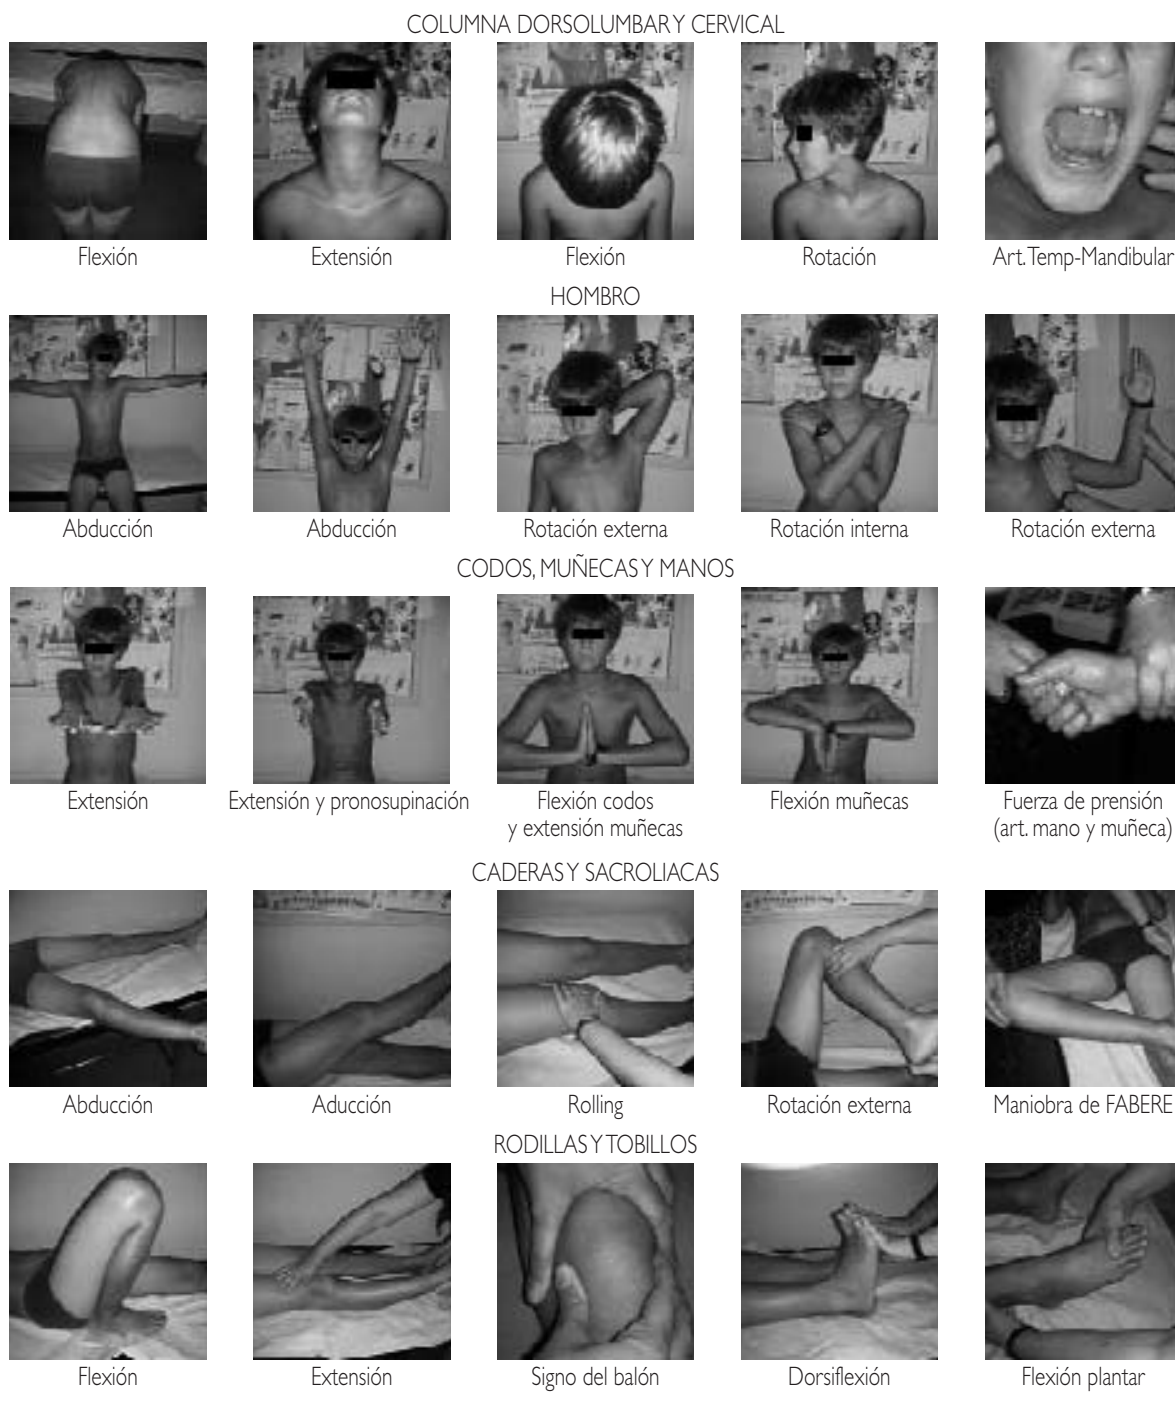 COLUMNA DORSOLUMBAR Y CERVICAL
Flexión
Extensión
Flexión
Rotación
Art. Temp-Mandibular
HOMBRO
Abducción
Abducción
Rotación externa
Rotación interna
Rotación externa
CODOS, MUÑECAS Y MANOS
Extensión
Extensión y pronosupinación
Flexión codos
y extensión muñecas
Flexión muñecas
Fuerza de prensión
(art. mano y muñeca)
CADERAS Y SACROLIACAS
Abducción
Aducción
Rolling
Rotación externa
Maniobra de FABERE
RODILLAS Y TOBILLOS
Flexión
Extensión
Signo del balón
Dorsiflexión
Flexión plantar